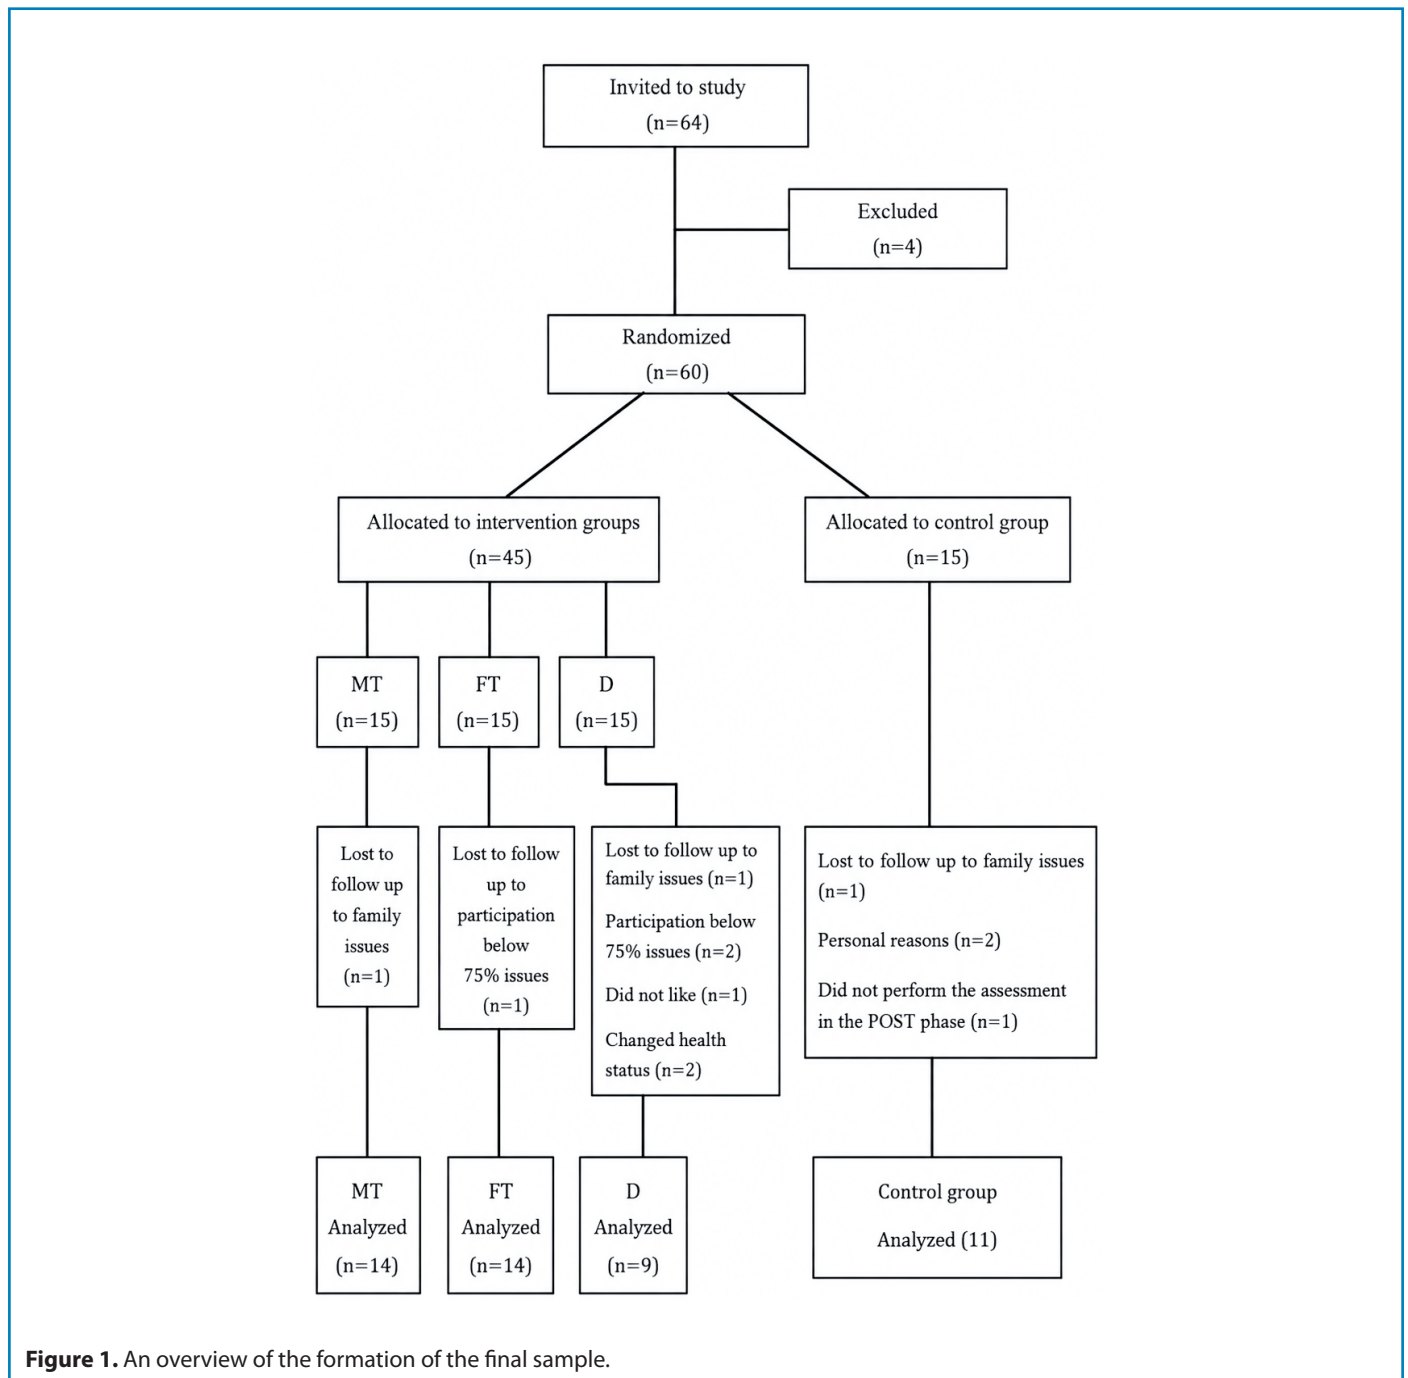 Invited to study
(n=64)
Excluded
(n=4)
Randomized
(n=60)
Allocated to intervention groups
(n=45)
Allocated to control group
(n=15)
MT
(n=15)
FT
(n=15)
D
(n=15)
Lost to
follow up
to family
issues
(n=1)
Lost to follow
up to
participation
below
75% issues
(n=1)
Lost to follow up to
family issues (n=1)
Participation below
75% issues (n=2)
Did not like (n=1)
Changed health
status (n=2)
Lost to follow up to family issues
(n=1)
Personal reasons (n=2)
Did not perform the assessment
in the POST phase (n=1)
MT
Analyzed
(n=14)
FT
Analyzed
(n=14)
D
Analyzed
(n=9)
Control group
Analyzed (11)
Figure 1. An overview of the formation of the final sample.